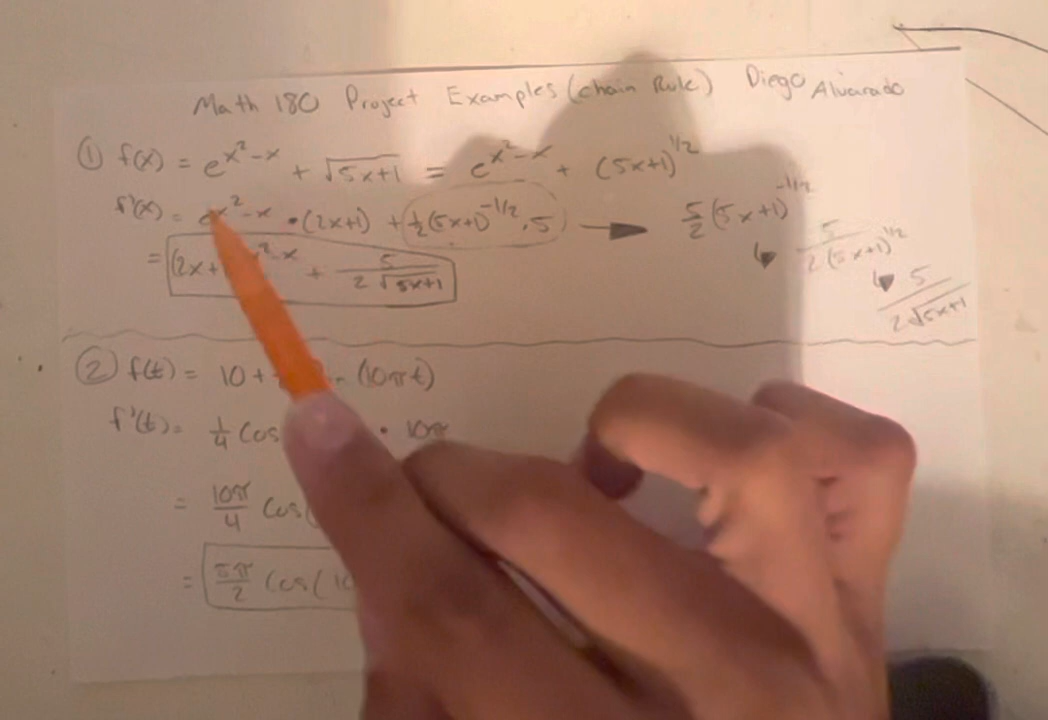 Math 180 Project Examples (chain Rule) Diego Alvarado
① f(x) = e^{x²-x} + √5x+1 = e^{x²-x} + (5x+1)^{1/2}
f'(x) = e^{x²-x} • (2x+1) + ½(5x+1)^{-1/2} . 5 → 5/2 (5x+1)^{-1/2}
↳ 5 / 2(5x+1)^{1/2}
= (2x+ + 5 / 2√5x+1
↳ 5 / 2√5x+1
② f(t) = 10 + (10πt)
f'(t) = ¼ Cos • 10π
= 10π/4 Cos(
= 5π/2 Cos(10